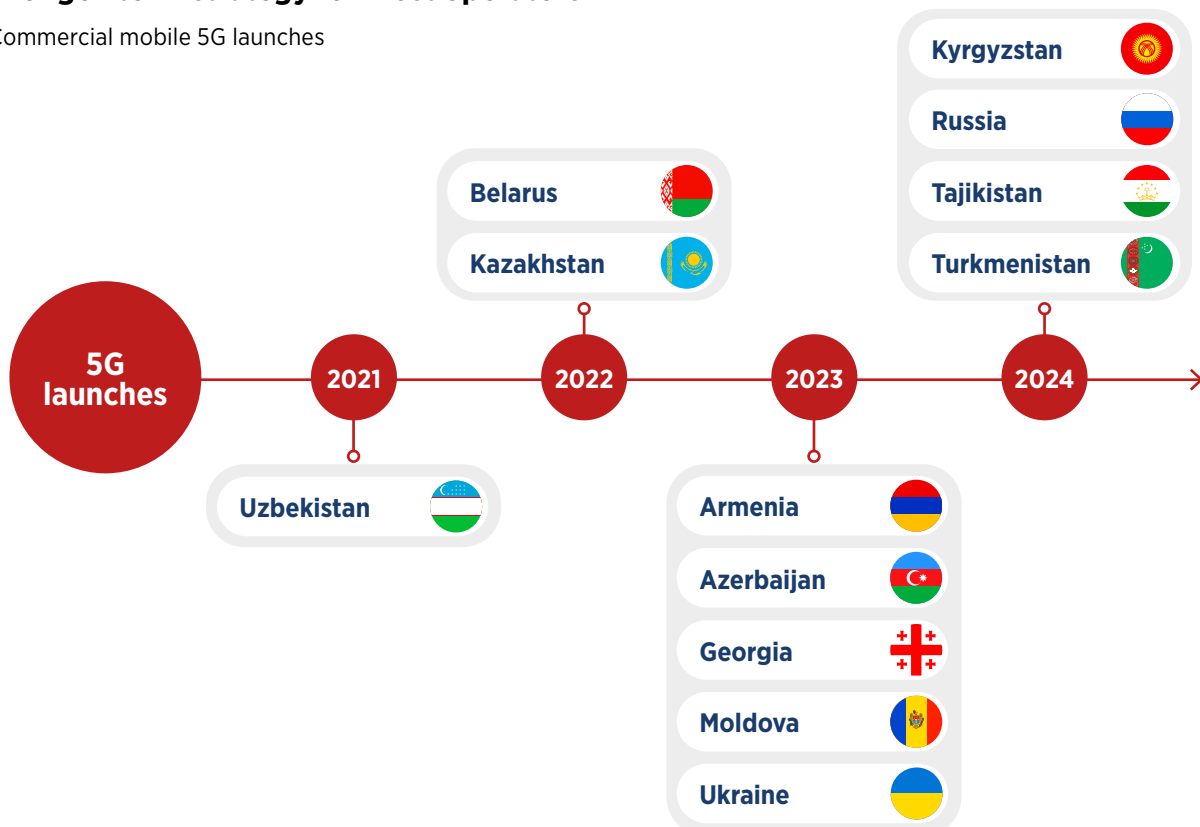 Commercial mobile 5G launches
Kyrgyzstan
Russia
Tajikistan
Turkmenistan
Belarus
Kazakhstan
5G
launches
2021
2022
2023
2024
Uzbekistan
Armenia
Azerbaijan
Georgia
Moldova
Ukraine